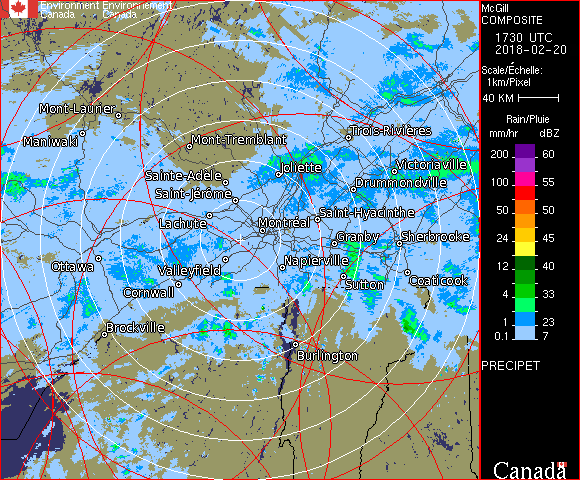 Environment Environnement
Canada Canada
McGill
COMPOSITE
1730 UTC
2018-02-20
Scale/Échelle:
1km/Pixel
40 KM
Rain/Pluie
mm/hr dBZ
200 60
100 55
50 50
24 45
12 40
4 33
1 23
0.1 7
PRECIPET
Canada
Mont-Laurier
Maniwaki
Mont-Tremblant
Trois-Rivières
Sainte-Adèle
Joliette
Victoriaville
Saint-Jérôme
Drummondville
Lachute
Montréal
Saint-Hyacinthe
Granby
Sherbrooke
Ottawa
Valleyfield
Napierville
Cornwall
Sutton
Coaticook
Brockville
Burlington